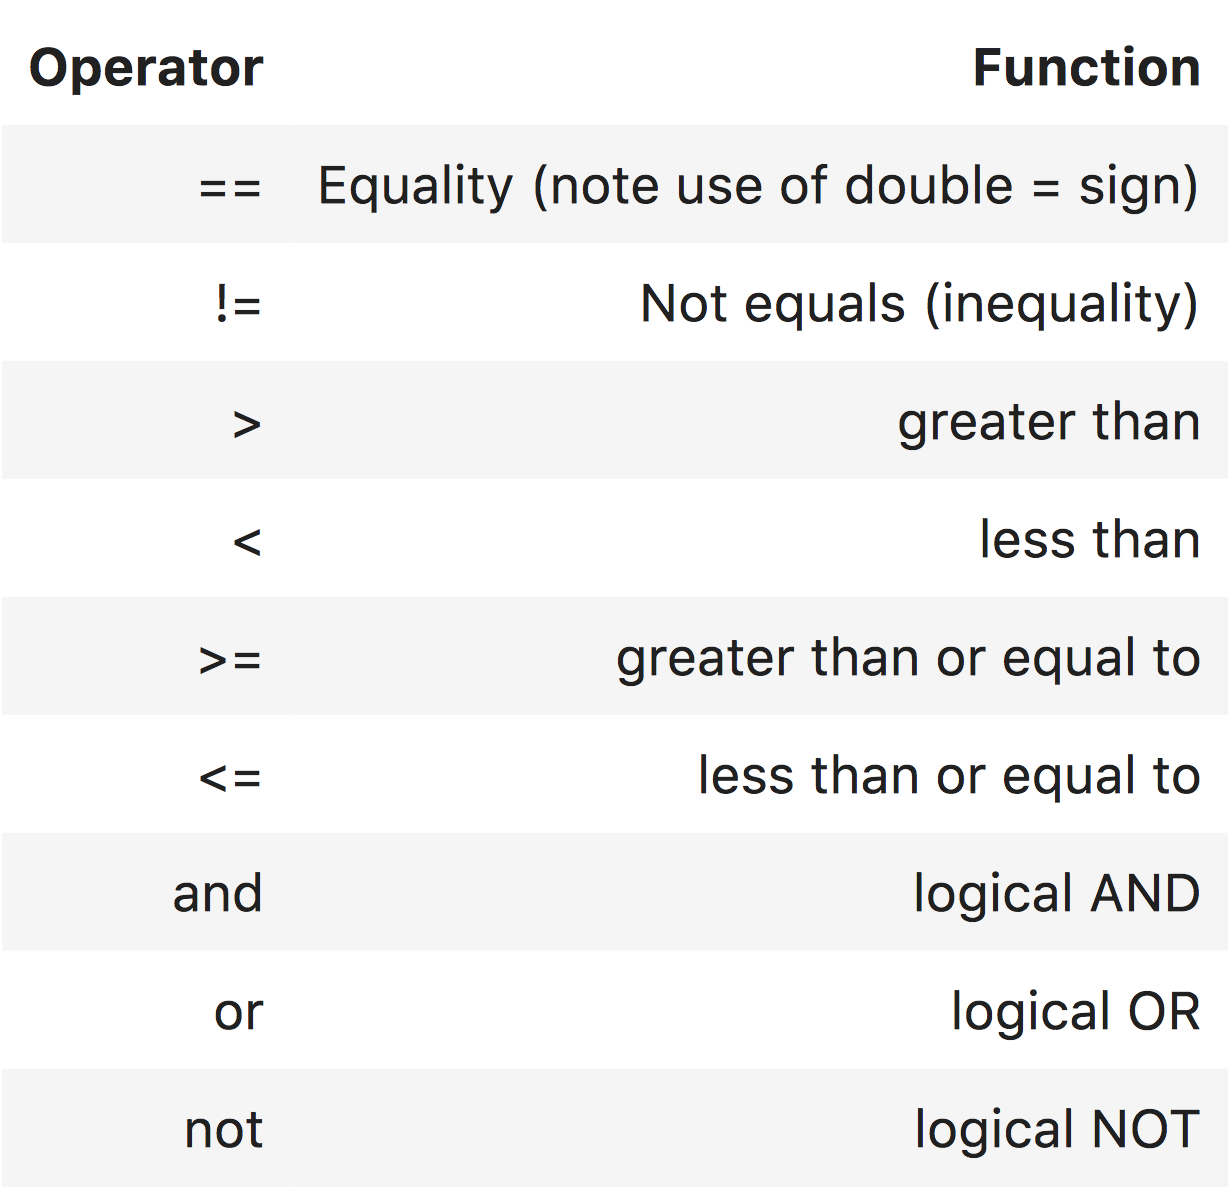 Operator Function
== Equality (note use of double = sign)
!= Not equals (inequality)
> greater than
< less than
>= greater than or equal to
<= less than or equal to
and logical AND
or logical OR
not logical NOT